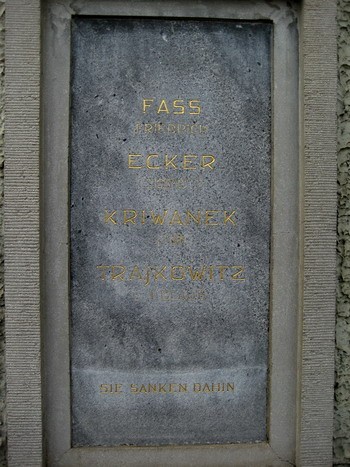 FASS
FRIEDRICH
ECKER
KRIWANEK
TRAJKEWITZ
SIE SANKEN DAHIN